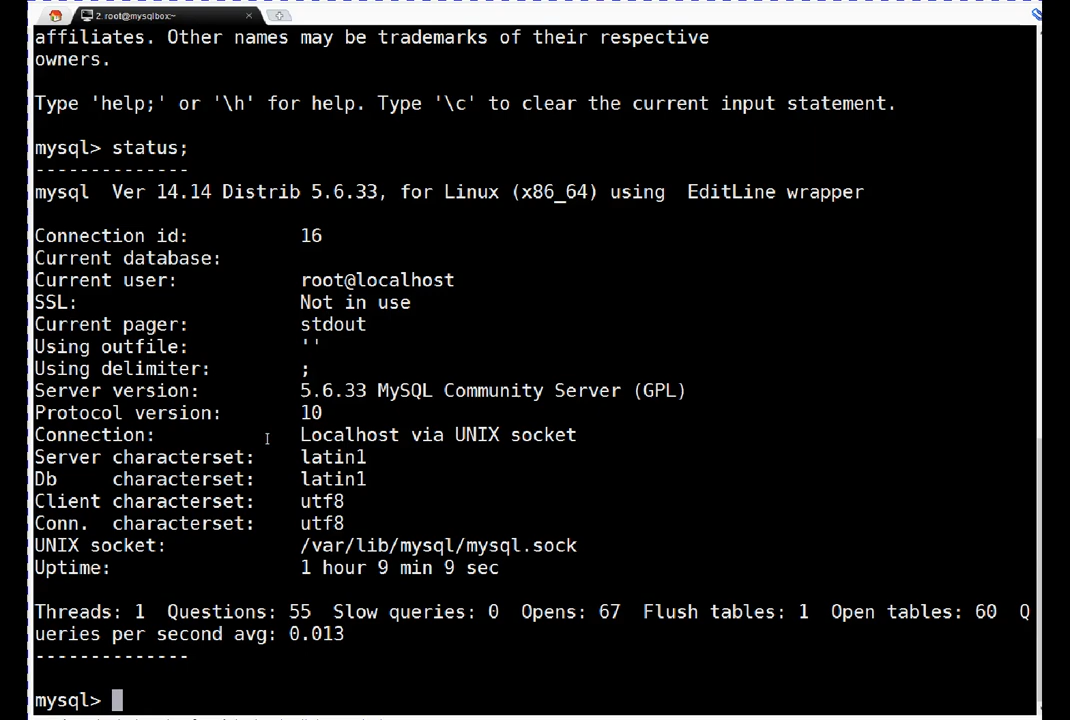 2. root@mysqlbox:~
affiliates. Other names may be trademarks of their respective
owners.
Type 'help;' or '\h' for help. Type '\c' to clear the current input statement.
mysql> status;
--------------
mysql  Ver 14.14 Distrib 5.6.33, for Linux (x86_64) using  EditLine wrapper
Connection id:          16
Current database:
Current user:           root@localhost
SSL:                    Not in use
Current pager:          stdout
Using outfile:          ''
Using delimiter:        ;
Server version:         5.6.33 MySQL Community Server (GPL)
Protocol version:       10
Connection:             Localhost via UNIX socket
Server characterset:    latin1
Db     characterset:    latin1
Client characterset:    utf8
Conn.  characterset:    utf8
UNIX socket:            /var/lib/mysql/mysql.sock
Uptime:                 1 hour 9 min 9 sec
Threads: 1  Questions: 55  Slow queries: 0  Opens: 67  Flush tables: 1  Open tables: 60  Q
ueries per second avg: 0.013
--------------
mysql>